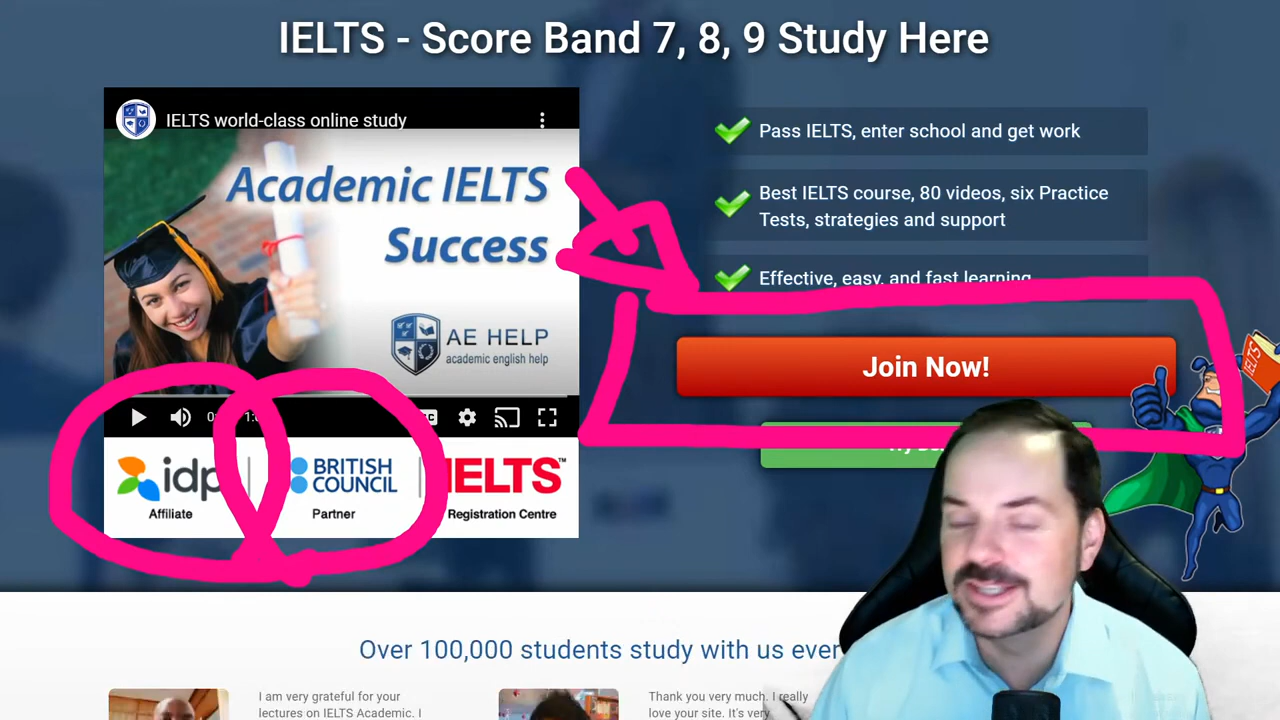 IELTS - Score Band 7, 8, 9 Study Here
IELTS world-class online study
Academic IELTS
Success
AE HELP
academic english help
idp
Affiliate
BRITISH
COUNCIL
Partner
IELTS™
Registration Centre
Pass IELTS, enter school and get work
Best IELTS course, 80 videos, six Practice
Tests, strategies and support
Effective, easy, and fast learning
Join Now!
IELTS
Over 100,000 students study with us ever
I am very grateful for your
lectures on IELTS Academic. I
Thank you very much. I really
love your site. It's very